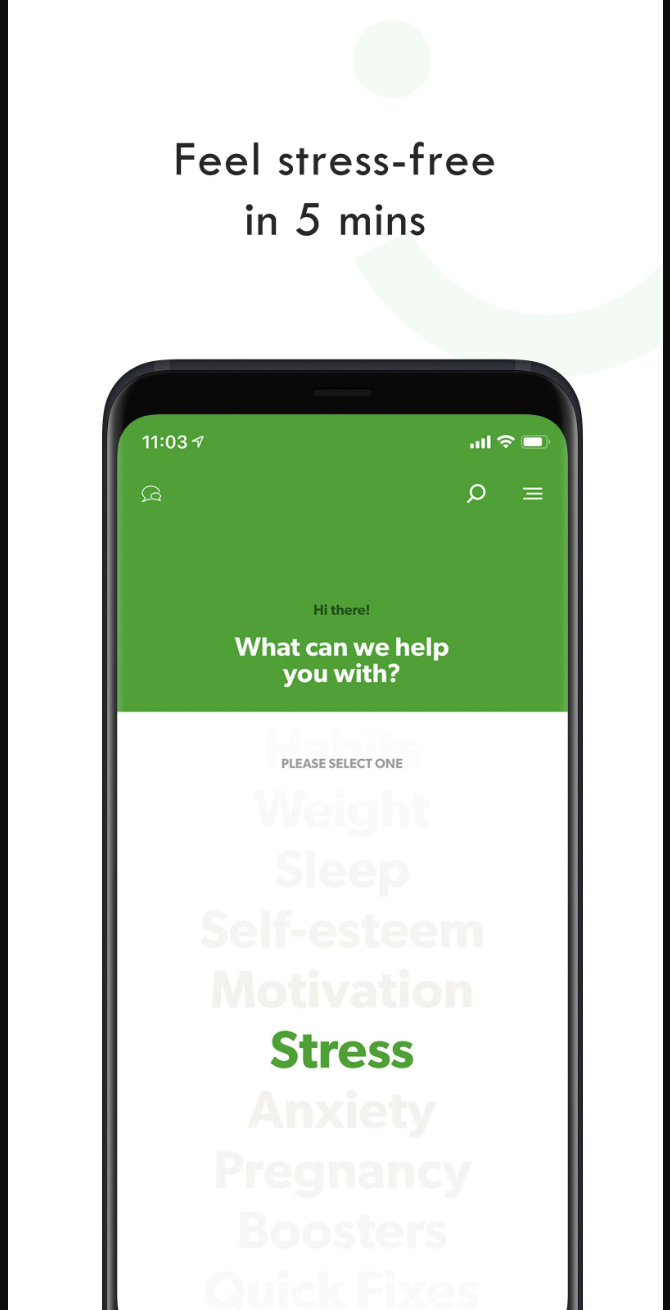 Feel stress-free
in 5 mins
11:03
Hi there!
What can we help
you with?
Habits
PLEASE SELECT ONE
Weight
Sleep
Self-esteem
Motivation
Stress
Anxiety
Pregnancy
Boosters
Quick Fixes